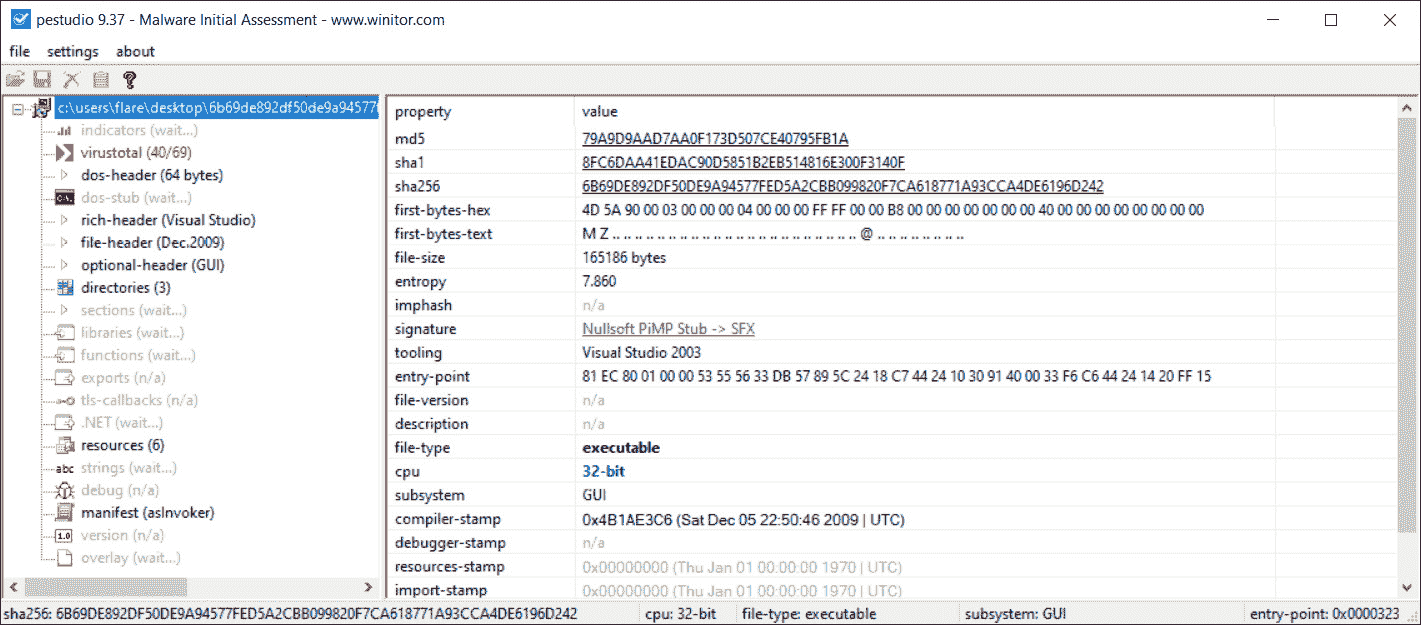 pestudio 9.37 - Malware Initial Assessment - www.winitor.com
file settings about
c:\users\flare\desktop\6b69de892df50de9a94577f
indicators (wait...)
virustotal (40/69)
dos-header (64 bytes)
dos-stub (wait...)
rich-header (Visual Studio)
file-header (Dec.2009)
optional-header (GUI)
directories (3)
sections (wait...)
libraries (wait...)
functions (wait...)
exports (n/a)
tls-callbacks (n/a)
.NET (wait...)
resources (6)
abc strings (wait...)
debug (n/a)
manifest (asInvoker)
1.0 version (n/a)
overlay (wait...)
property value
md5 79A9D9AAD7AA0F173D507CE40795FB1A
sha1 8FC6DAA41EDAC90D5851B2EB514816E300F3140F
sha256 6B69DE892DF50DE9A94577FED5A2CBB099820F7CA618771A93CCA4DE6196D242
first-bytes-hex 4D 5A 90 00 03 00 00 00 04 00 00 00 FF FF 00 00 B8 00 00 00 00 00 00 00 40 00 00 00 00 00 00 00 00
first-bytes-text M Z .. .. .. .. .. .. .. .. .. .. .. .. .. .. .. .. .. .. .. .. .. .. @ .. .. .. .. .. .. .. ..
file-size 165186 bytes
entropy 7.860
imphash n/a
signature Nullsoft PiMP Stub -> SFX
tooling Visual Studio 2003
entry-point 81 EC 80 01 00 00 53 55 56 33 DB 57 89 5C 24 18 C7 44 24 10 30 91 40 00 33 F6 C6 44 24 14 20 FF 15
file-version n/a
description n/a
file-type executable
cpu 32-bit
subsystem GUI
compiler-stamp 0x4B1AE3C6 (Sat Dec 05 22:50:46 2009 | UTC)
debugger-stamp n/a
resources-stamp 0x00000000 (Thu Jan 01 00:00:00 1970 | UTC)
import-stamp 0x00000000 (Thu Jan 01 00:00:00 1970 | UTC)
sha256: 6B69DE892DF50DE9A94577FED5A2CBB099820F7CA618771A93CCA4DE6196D242 cpu: 32-bit file-type: executable subsystem: GUI entry-point: 0x0000323